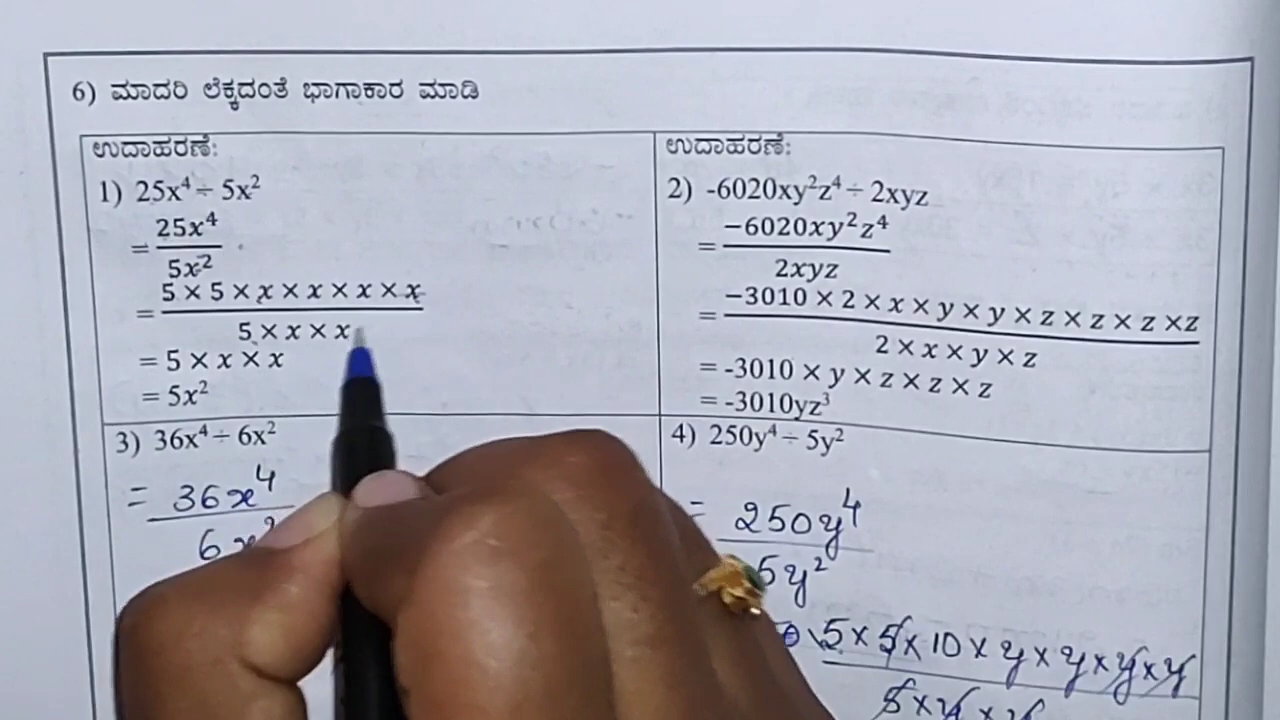 6) ಮಾದರಿ ಲೆಕ್ಕದಂತೆ ಭಾಗಾಕಾರ ಮಾಡಿ
ಉದಾಹರಣೆ:
1) 25x⁴ ÷ 5x²
= 25x⁴
5x²
= 5 × 5 × x × x × x × x
5 × x × x
= 5 × x × x
= 5x²
ಉದಾಹರಣೆ:
2) -6020xy²z⁴ ÷ 2xyz
= −6020xy²z⁴
2xyz
= −3010 × 2 × x × y × y × z × z × z × z
2 × x × y × z
= -3010 × y × z × z × z
= -3010yz³
3) 36x⁴ ÷ 6x²
= 36x⁴
6x²
4) 250y⁴ ÷ 5y²
= 250y⁴
5y²
5 × 5 × 10 × y × y × y × y
5 × y × y